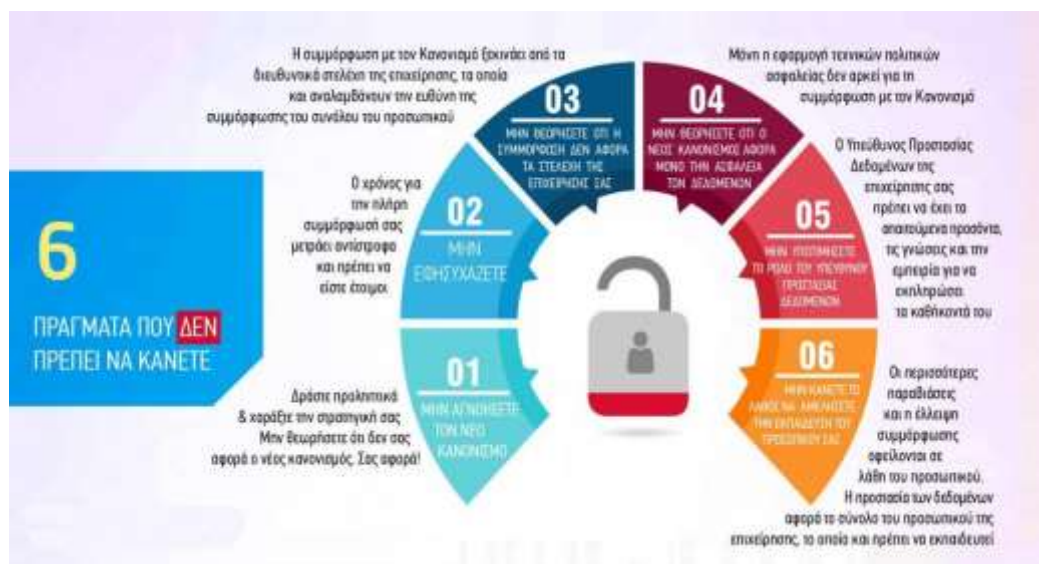 6
ΠΡΑΓΜΑΤΑ ΠΟΥ ΔΕΝ
ΠΡΕΠΕΙ ΝΑ ΚΑΝΕΤΕ
01
ΜΗΝ ΑΓΝΟΗΣΕΤΕ
ΤΟΝ ΝΕΟ
ΚΑΝΟΝΙΣΜΟ
Δράστε προληπτικά
& χαράξτε την στρατηγική σας
Μην θεωρήσετε ότι δεν σας
αφορά ο νέος κανονισμός. Σας αφορά!
02
ΜΗΝ
ΕΦΗΣΥΧΑΖΕΤΕ
Ο χρόνος για
την πλήρη
συμμόρφωσή σας
μετράει αντίστροφα
και πρέπει να
είστε έτοιμοι
03
ΜΗΝ ΘΕΩΡΗΣΕΤΕ ΟΤΙ Η
ΣΥΜΜΟΡΦΩΣΗ ΔΕΝ ΑΦΟΡΑ
ΤΑ ΣΤΕΛΕΧΗ ΤΗΣ
ΕΠΙΧΕΙΡΗΣΗΣ ΣΑΣ
Η συμμόρφωση με τον Κανονισμό ξεκινάει από τα
διευθυντικά στελέχη της επιχείρησης, τα οποία
και αναλαμβάνουν την ευθύνη της
συμμόρφωσης του συνόλου του προσωπικού
04
ΜΗΝ ΘΕΩΡΗΣΕΤΕ ΟΤΙ Ο
ΝΕΟΣ ΚΑΝΟΝΙΣΜΟΣ ΑΦΟΡΑ
ΜΟΝΟ ΤΗΝ ΑΣΦΑΛΕΙΑ
ΤΩΝ ΔΕΔΟΜΕΝΩΝ
Μόνη η εφαρμογή τεχνικών πολιτικών
ασφαλείας δεν αρκεί για τη
συμμόρφωση με τον Κανονισμό
05
ΜΗΝ ΥΠΟΤΙΜΗΣΕΤΕ
ΤΟ ΡΟΛΟ ΤΟΥ ΥΠΕΥΘΥΝΟΥ
ΠΡΟΣΤΑΣΙΑΣ
ΔΕΔΟΜΕΝΩΝ
Ο Υπεύθυνος Προστασίας
Δεδομένων της
επιχείρησης σας
πρέπει να έχει τα
απαιτούμενα προσόντα,
τις γνώσεις και την
εμπειρία για να
εκπληρώσει
τα καθήκοντά του
06
ΜΗΝ ΚΑΝΕΤΕ ΤΟ
ΛΑΘΟΣ ΝΑ ΑΜΕΛΗΣΕΤΕ
ΤΗΝ ΕΚΠΑΙΔΕΥΣΗ ΤΟΥ
ΠΡΟΣΩΠΙΚΟΥ ΣΑΣ
Οι περισσότερες
παραβιάσεις
και η έλλειψη
συμμόρφωσης
οφείλονται σε
λάθη του προσωπικού.
Η προστασία των δεδομένων
αφορά το σύνολο του προσωπικού της
επιχείρησης, το οποίο και πρέπει να εκπαιδευτεί